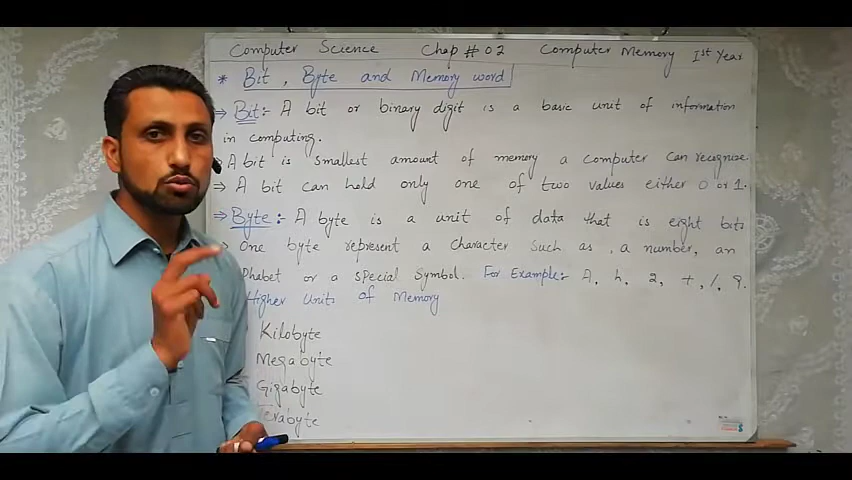 Computer Science Chap # 02 Computer Memory 1st Year
* Bit, Byte and Memory word
⇒ Bit:- A bit or binary digit is a basic unit of information
in computing.
A bit is smallest amount of memory a computer can recognize.
⇒ A bit can hold only one of two values either 0 or 1.
⇒ Byte:- A byte is a unit of data that is eight bits
One byte represent a character such as, a number, an
lphabet or a special symbol. For Example:- A, h, 2, +, /, 9.
Higher Units of Memory
Kilobyte
Megabyte
Gigabyte
Terabyte